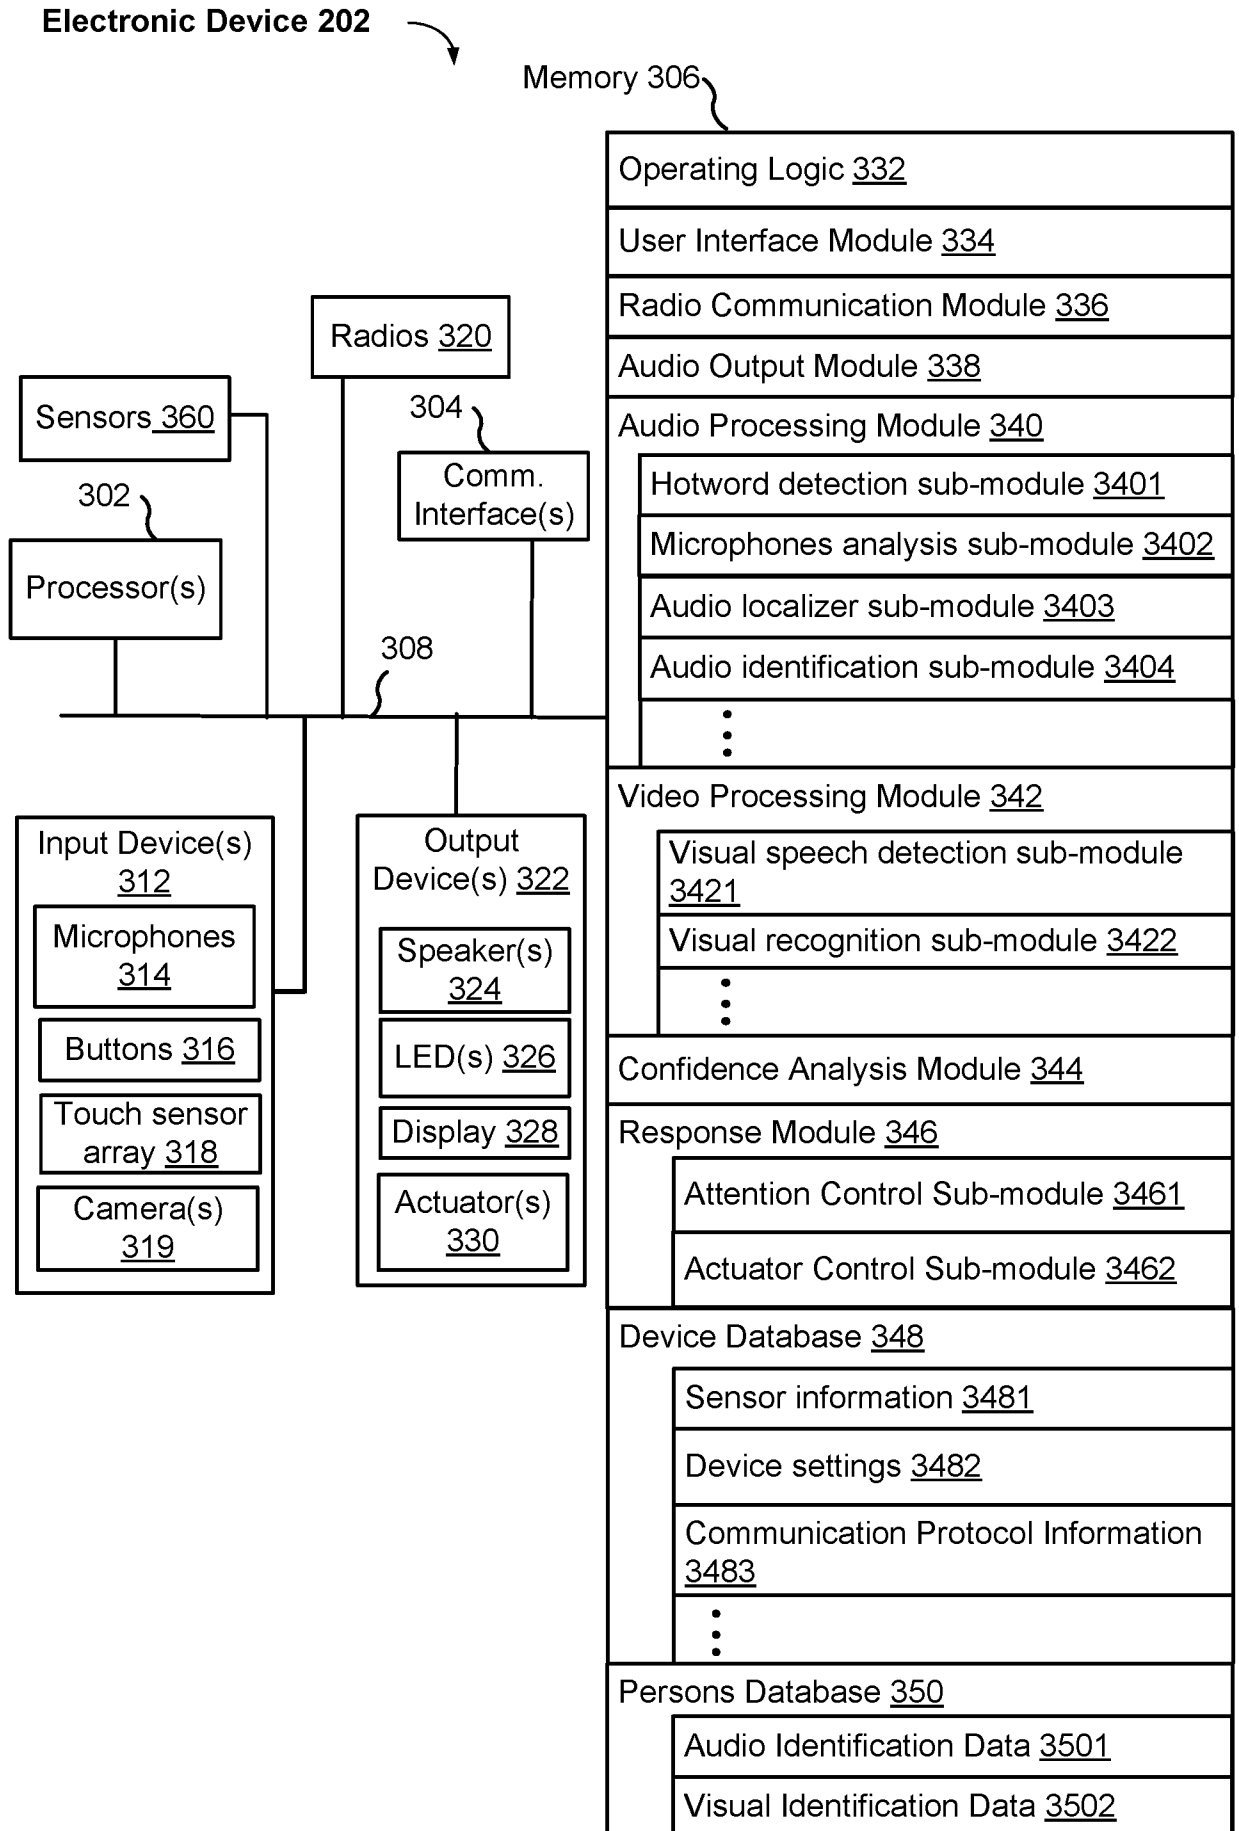 Electronic Device 202
Memory 306
Operating Logic 332
User Interface Module 334
Radio Communication Module 336
Audio Output Module 338
Audio Processing Module 340
Hotword detection sub-module 3401
Microphones analysis sub-module 3402
Audio localizer sub-module 3403
Audio identification sub-module 3404
Video Processing Module 342
Visual speech detection sub-module
3421
Visual recognition sub-module 3422
Confidence Analysis Module 344
Response Module 346
Attention Control Sub-module 3461
Actuator Control Sub-module 3462
Device Database 348
Sensor information 3481
Device settings 3482
Communication Protocol Information
3483
Persons Database 350
Audio Identification Data 3501
Visual Identification Data 3502
Radios 320
Sensors 360
304
Comm.
Interface(s)
302
Processor(s)
308
Input Device(s)
312
Microphones
314
Buttons 316
Touch sensor
array 318
Camera(s)
319
Output
Device(s) 322
Speaker(s)
324
LED(s) 326
Display 328
Actuator(s)
330